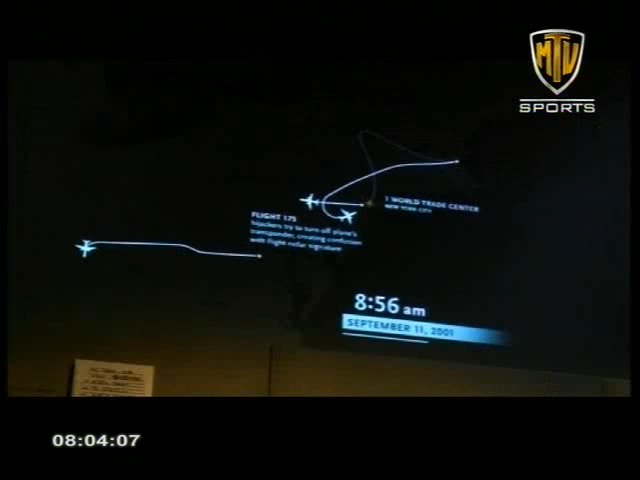 MTV
SPORTS
1 WORLD TRADE CENTER
NEW YORK CITY
FLIGHT 175
hijackers try to turn off plane's
transponder, creating confusion
with flight radar signature
8:56 am
SEPTEMBER 11, 2001
08:04:07